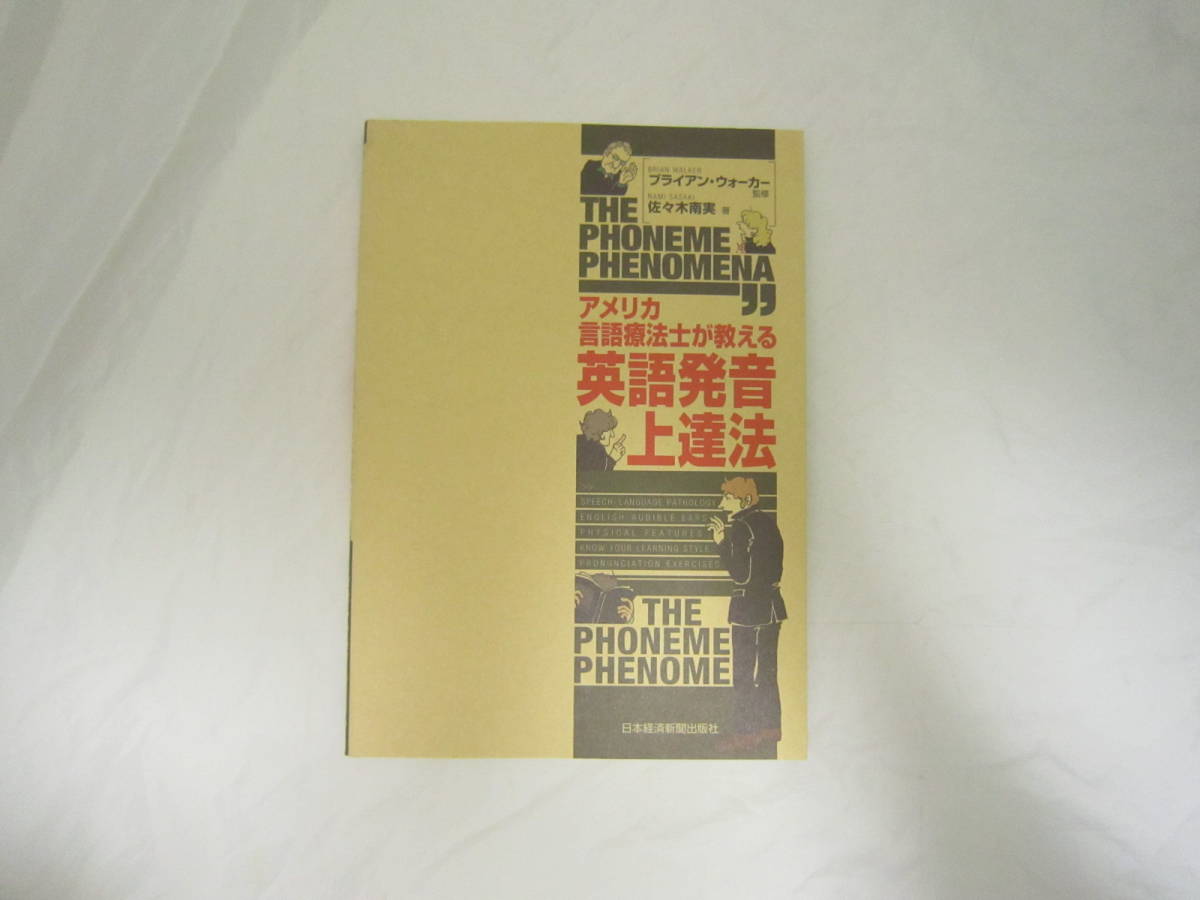 BRIAN WALKER
ブライアン・ウォーカー
監修
NAMI SASAKI
佐々木南実 著
THE
PHONEME
PHENOMENA
”
アメリカ
言語療法士が教える
英語発音
上達法
SPEECH-LANGUAGE PATHOLOGY
ENGLISH AUDIBLE EARS
PHYSICAL FEATURES
KNOW YOUR LEARNING STYLE
PRONUNCIATION EXERCISES
THE
PHONEME
PHENOME
日本経済新聞出版社